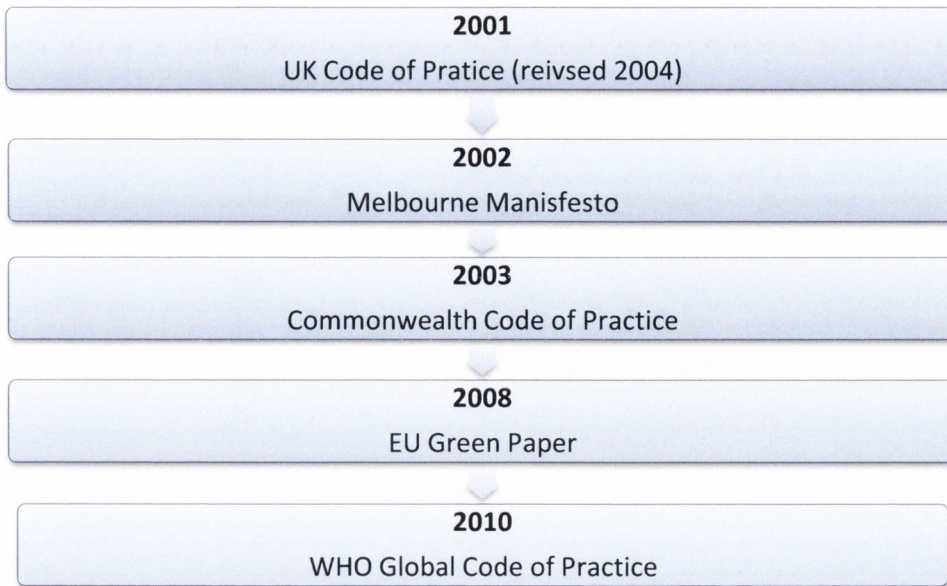 2001
UK Code of Pratice (reivsed 2004)
2002
Melbourne Manisfesto
2003
Commonwealth Code of Practice
2008
EU Green Paper
2010
WHO Global Code of Practice